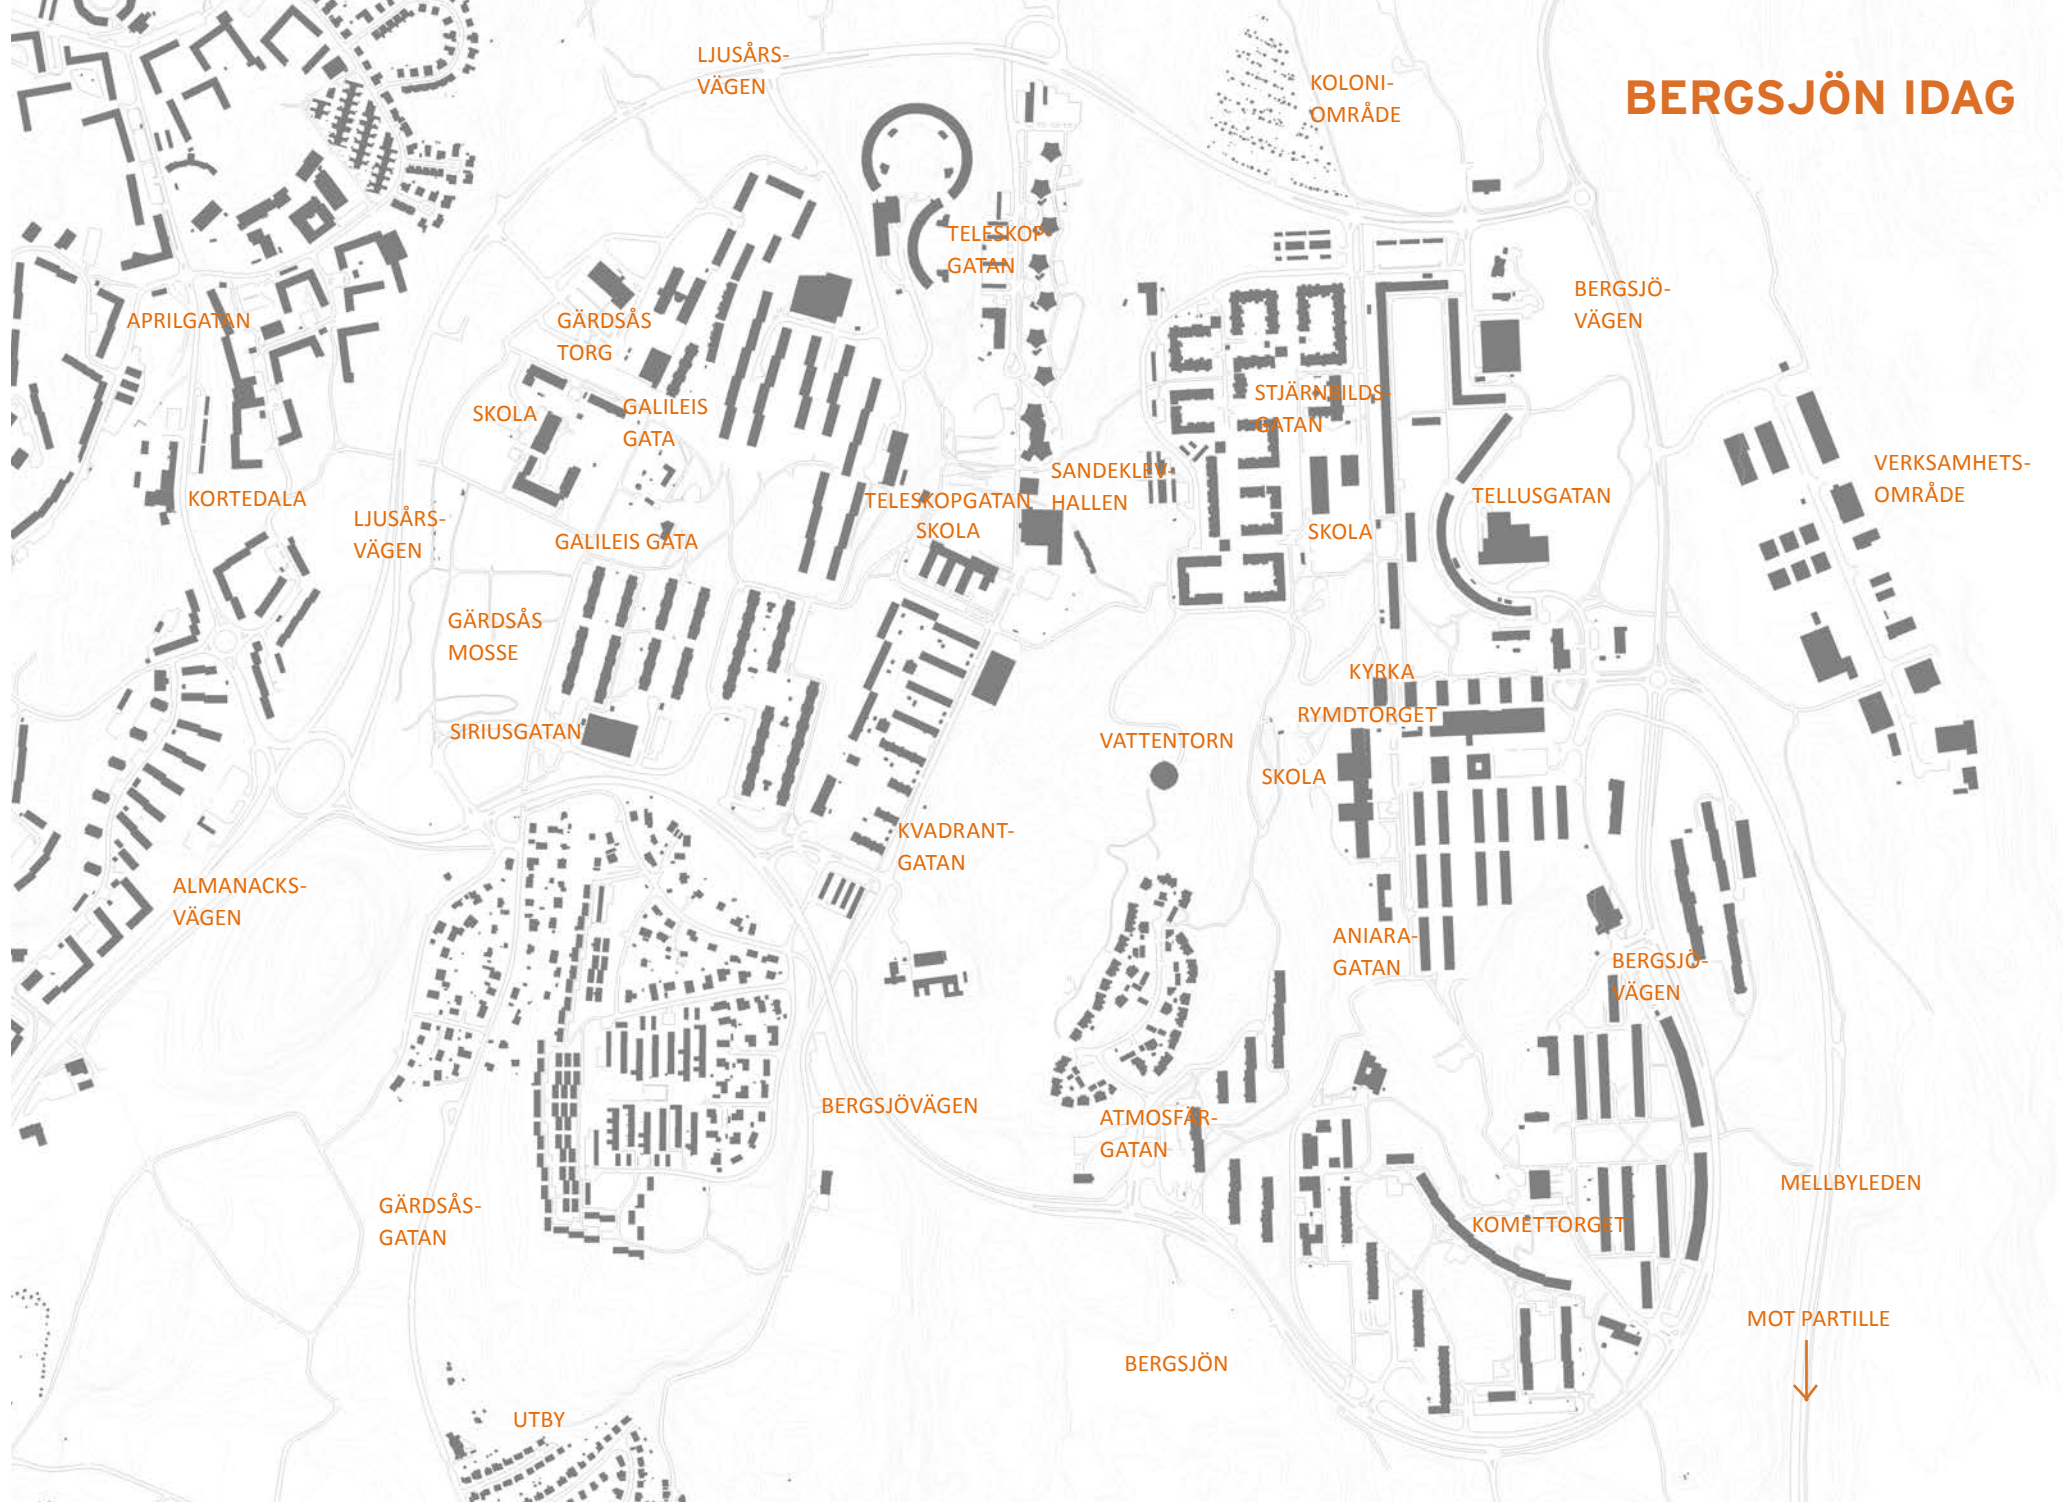 BERGSJÖN IDAG
LJUSÅRS-
VÄGEN
KOLONI-
OMRÅDE
TELESKOP-
GATAN
BERGSJÖ-
VÄGEN
APRILGATAN
GÄRDSÅS
TORG
SKOLA
GALILEIS
GATA
STJÄRNBILDS-
GATAN
SANDEKLEV-
HALLEN
VERKSAMHETS-
OMRÅDE
KORTEDALA
LJUSÅRS-
VÄGEN
TELESKOPGATAN
SKOLA
TELLUSGATAN
SKOLA
GALILEIS GATA
GÄRDSÅS
MOSSE
KYRKA
RYMDTORGET
SIRIUSGATAN
VATTENTORN
SKOLA
KVADRANT-
GATAN
ALMANACKS-
VÄGEN
ANIARA-
GATAN
BERGSJÖ-
VÄGEN
BERGSJÖVÄGEN
ATMOSFÄR-
GATAN
MELLBYLEDEN
GÄRDSÅS-
GATAN
KOMETTORGET
MOT PARTILLE
BERGSJÖN
UTBY